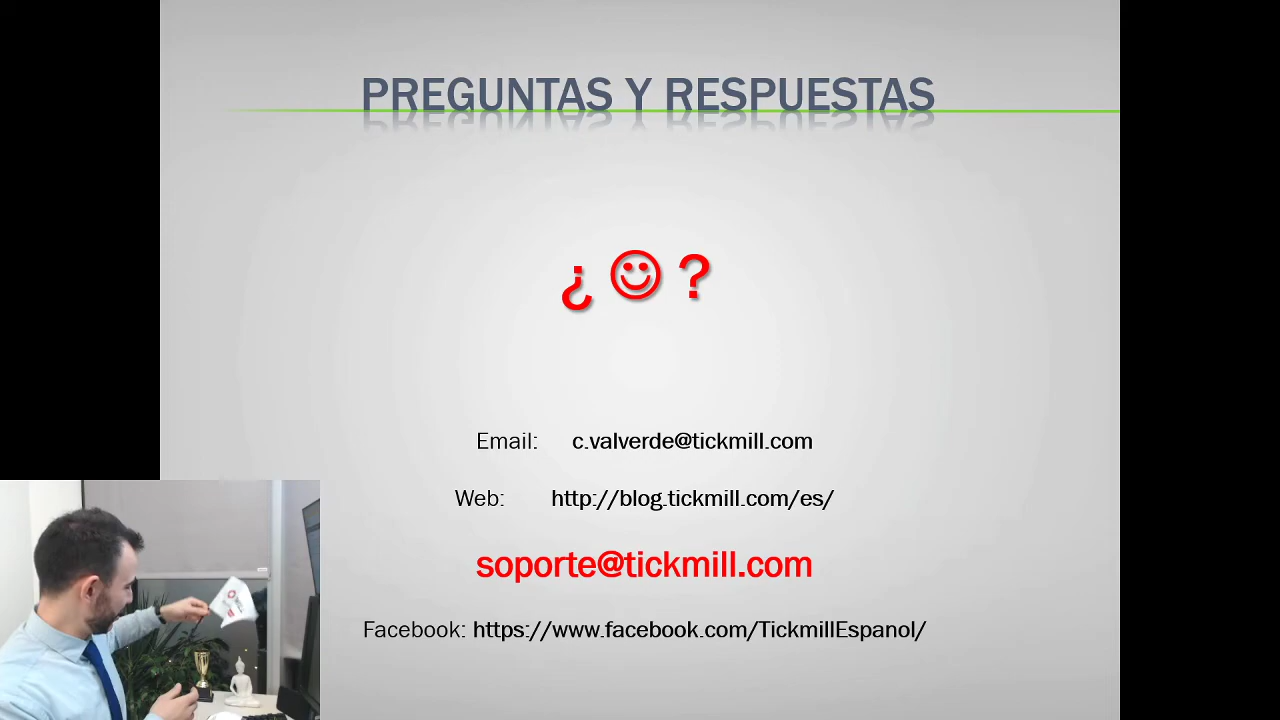 PREGUNTAS Y RESPUESTAS
¿ ☺ ?
Email: c.valverde@tickmill.com
Web: http://blog.tickmill.com/es/
soporte@tickmill.com
Facebook: https://www.facebook.com/TickmillEspanol/